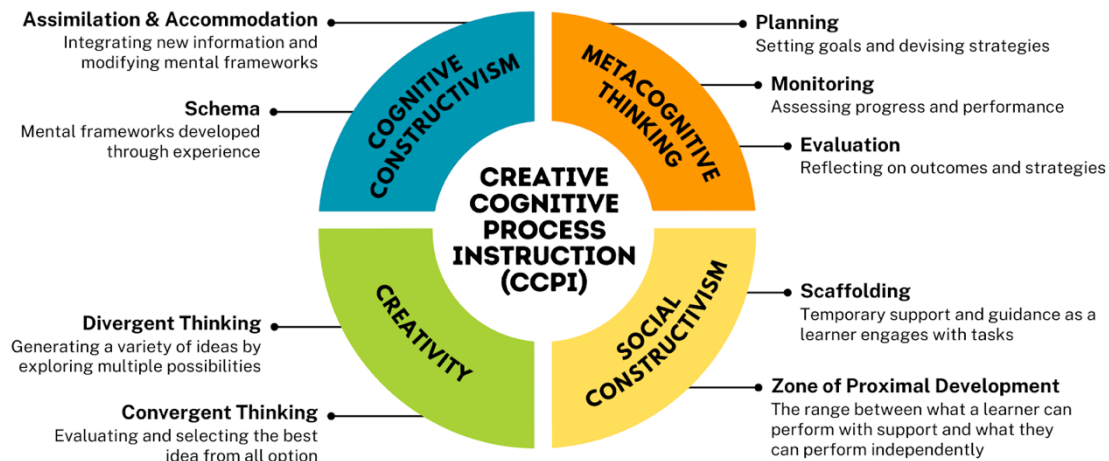 Assimilation & Accommodation
Integrating new information and
modifying mental frameworks
Schema
Mental frameworks developed
through experience
COGNITIVE
CONSTRUCTIVISM
METACOGNITIVE
THINKING
Planning
Setting goals and devising strategies
Monitoring
Assessing progress and performance
Evaluation
Reflecting on outcomes and strategies
CREATIVE
COGNITIVE
PROCESS
INSTRUCTION
(CCPI)
CREATIVITY
Divergent Thinking
Generating a variety of ideas by
exploring multiple possibilities
Convergent Thinking
Evaluating and selecting the best
idea from all option
SOCIAL
CONSTRUCTIVISM
Scaffolding
Temporary support and guidance as a
learner engages with tasks
Zone of Proximal Development
The range between what a learner can
perform with support and what they
can perform independently